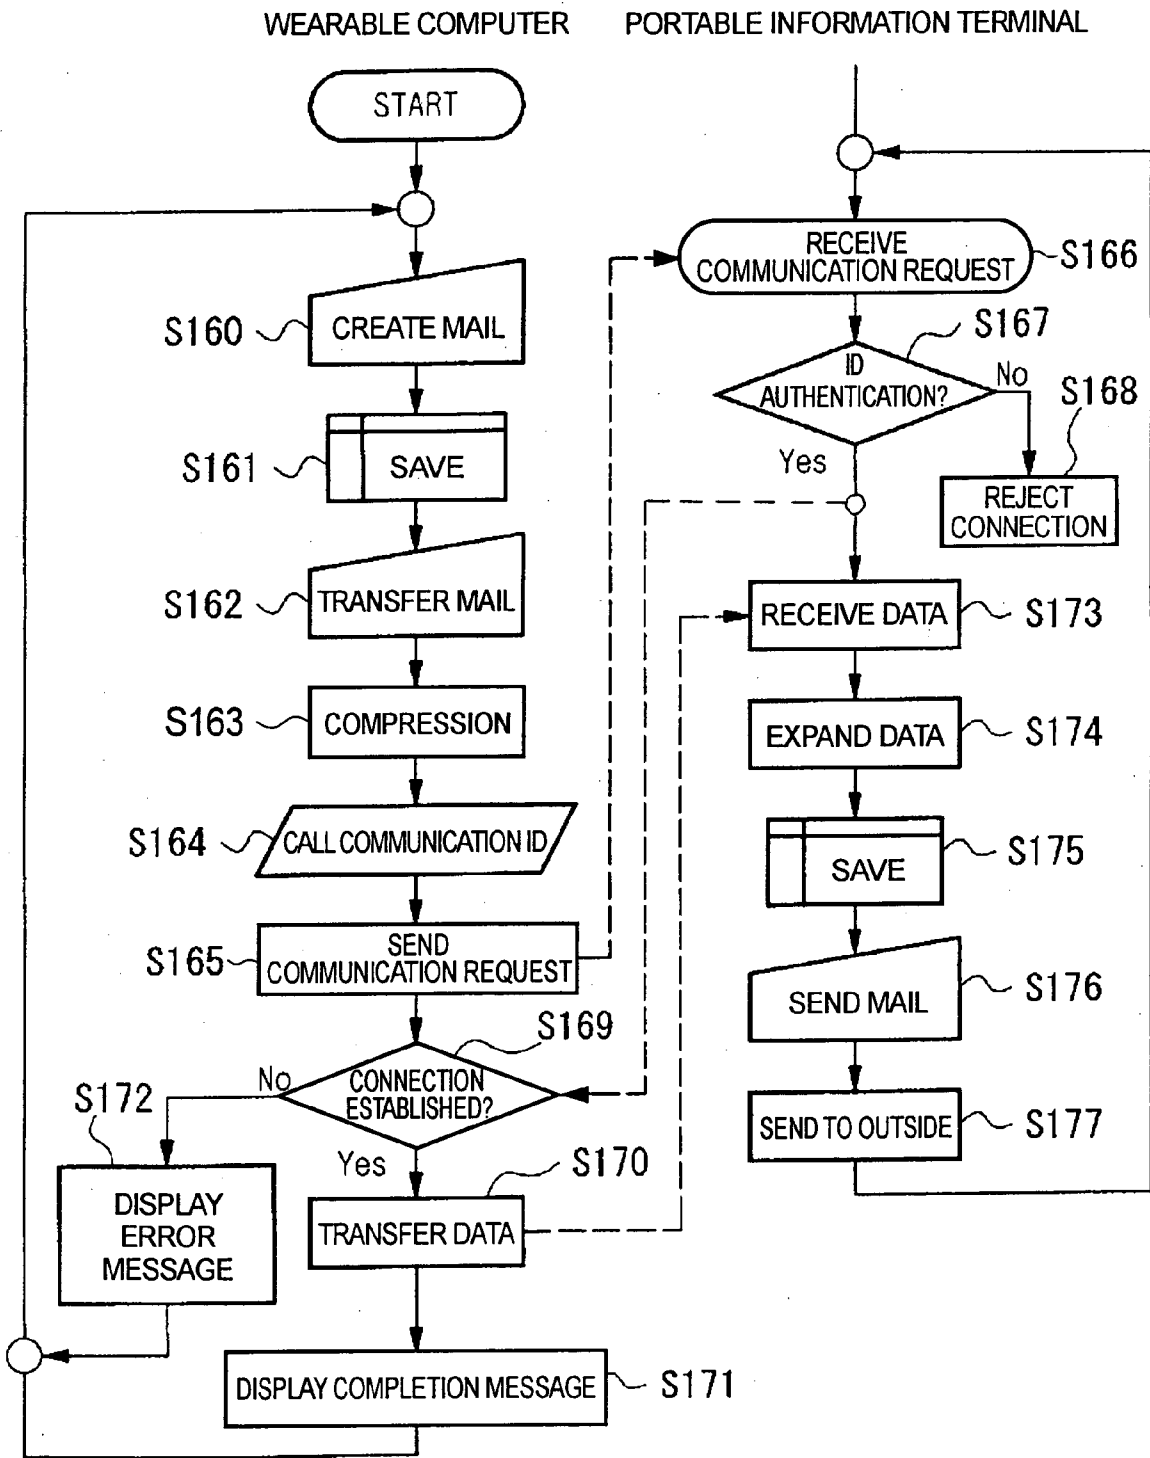 WEARABLE COMPUTER
PORTABLE INFORMATION TERMINAL
START
S160
CREATE MAIL
S161
SAVE
S162
TRANSFER MAIL
S163
COMPRESSION
S164
CALL COMMUNICATION ID
S165
SEND
COMMUNICATION REQUEST
S169
CONNECTION
ESTABLISHED?
No
Yes
S172
DISPLAY
ERROR
MESSAGE
S170
TRANSFER DATA
DISPLAY COMPLETION MESSAGE
S171
RECEIVE
COMMUNICATION REQUEST
S166
S167
ID
AUTHENTICATION?
No
Yes
S168
REJECT
CONNECTION
RECEIVE DATA
S173
EXPAND DATA
S174
SAVE
S175
SEND MAIL
S176
SEND TO OUTSIDE
S177